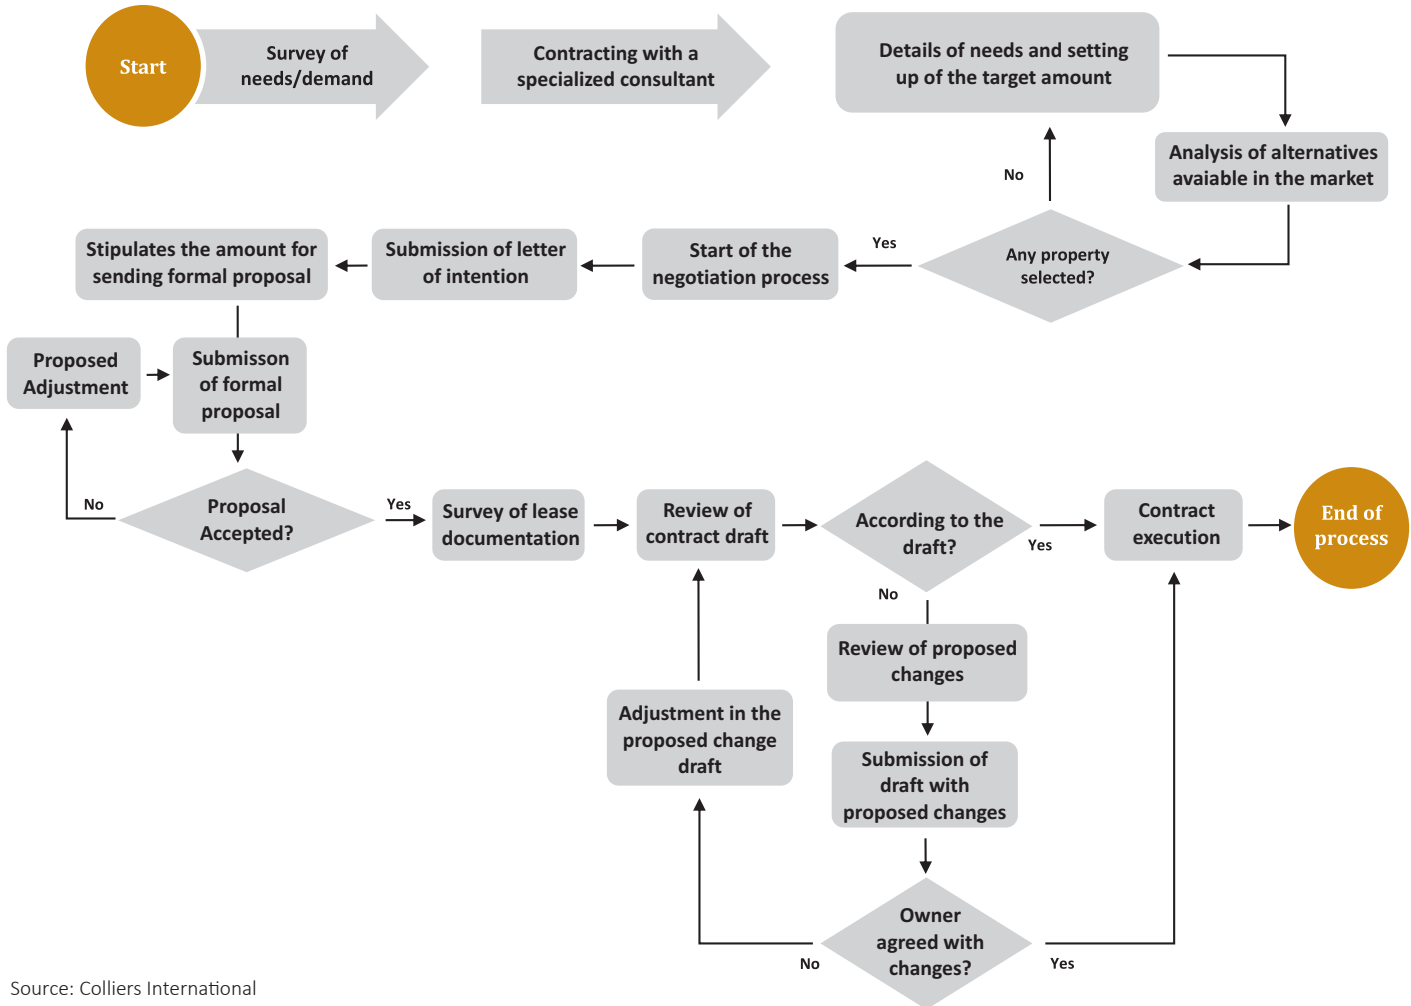 Start
Survey of
needs/demand
Contracting with a
specialized consultant
Details of needs and setting
up of the target amount
Analysis of alternatives
avaiable in the market
No
Any property
selected?
Yes
Start of the
negotiation process
Submission of letter
of intention
Stipulates the amount for
sending formal proposal
Proposed
Adjustment
Submisson
of formal
proposal
No
Proposal
Accepted?
Yes
Survey of lease
documentation
Review of
contract draft
According to the
draft?
Yes
Contract
execution
End of
process
No
Review of proposed
changes
Adjustment in the
proposed change
draft
Submission of
draft with
proposed changes
Owner
agreed with
changes?
No
Yes
Source: Colliers International